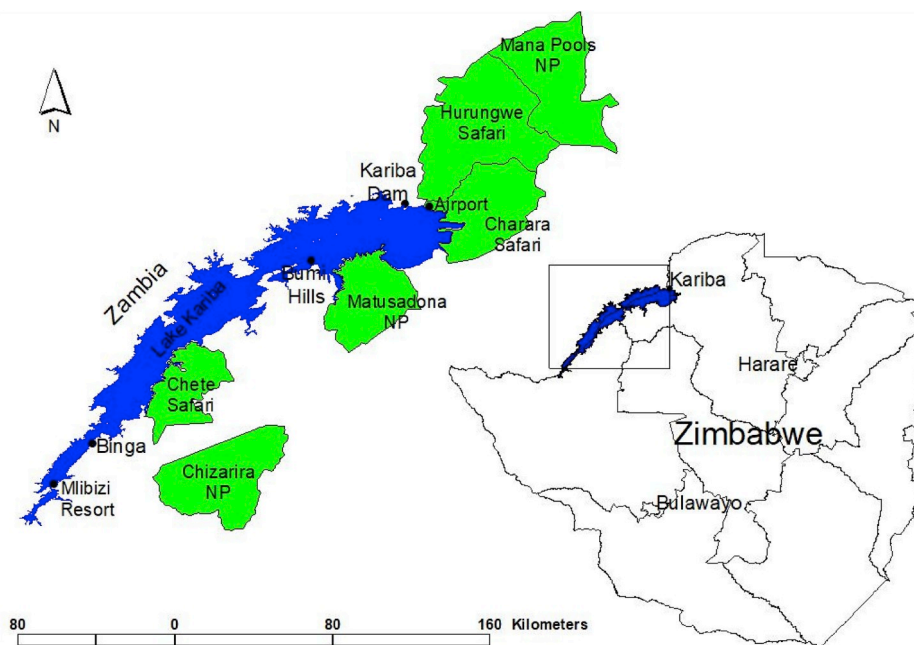 Mana Pools
NP
N
Hurungwe
Safari
Kariba
Dam
Airport
Charara
Safari
Zambia
Bumi
Hills
Kariba
Lake Kariba
Matusadona
NP
Harare
Chete
Safari
Zimbabwe
Binga
Chizarira
NP
Mlibizi
Resort
Bulawayo
80 0 80 160 Kilometers